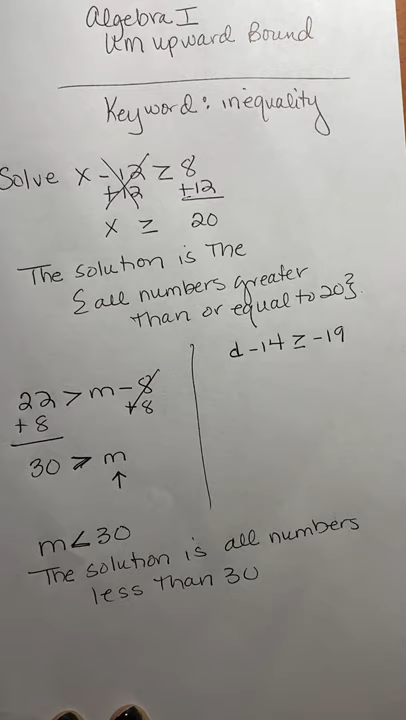 Algebra I
UM upward Bound
Keyword: inequality
Solve x - 12 ≥ 8
+12 +12
x ≥ 20
The solution is The
{all numbers greater
than or equal to 20}.
d - 14 ≥ -19
22 > m - 8
+8 +8
30 > m
↑
m < 30
The solution is all numbers
less than 30